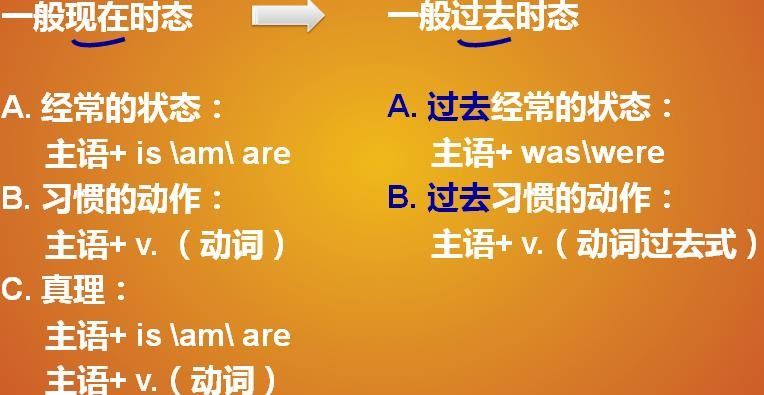 一般现在时态
一般过去时态
A. 经常的状态：
主语+ is \am\ are
B. 习惯的动作：
主语+ v. （动词）
C. 真理：
主语+ is \am\ are
主语+ v.（动词）
A. 过去经常的状态：
主语+ was\were
B. 过去习惯的动作：
主语+ v.（动词过去式）